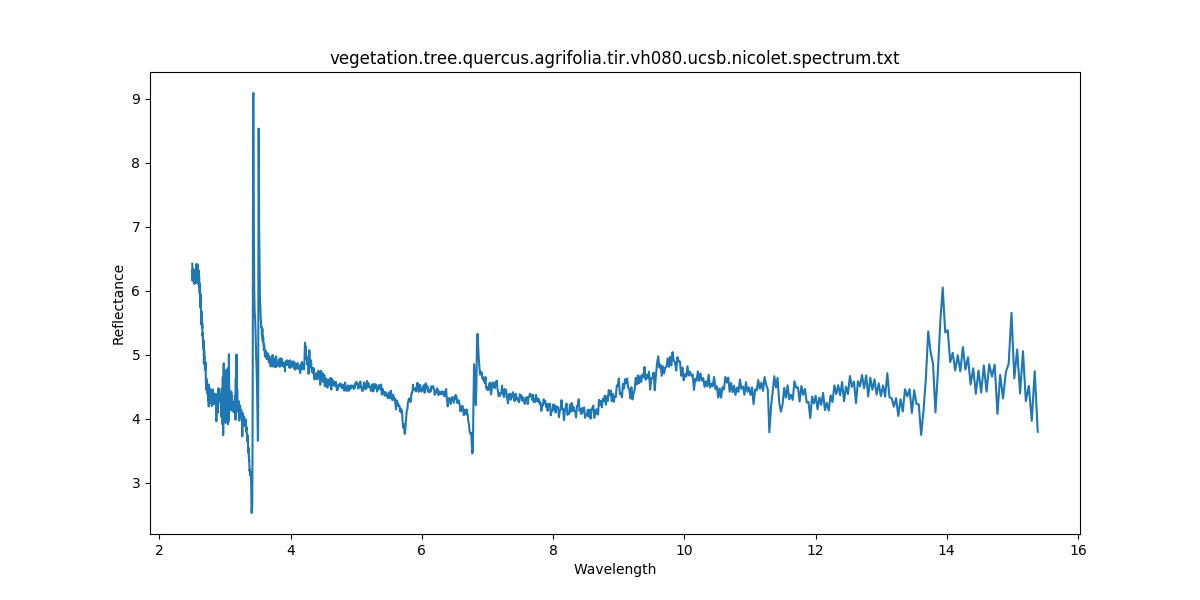 vegetation.tree.quercus.agrifolia.tir.vh080.ucsb.nicolet.spectrum.txt
9
8
7
6
5
4
3
Reflectance
2 4 6 8 10 12 14 16
Wavelength